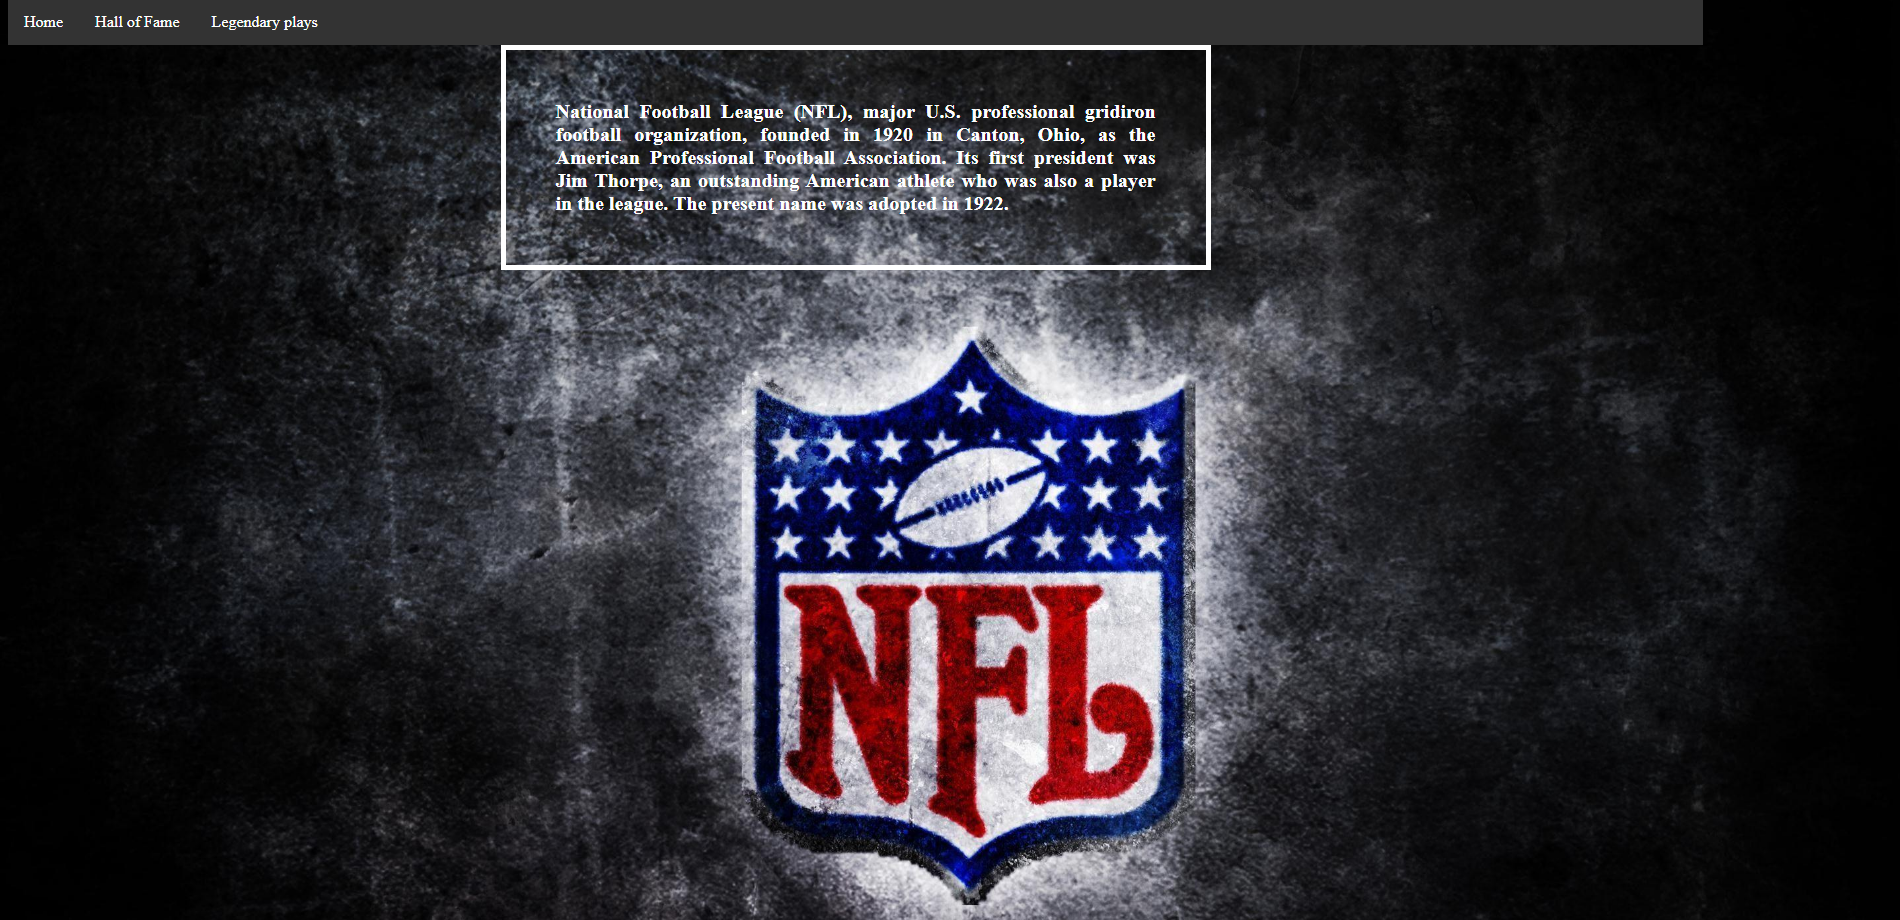 Home Hall of Fame Legendary plays
National Football League (NFL), major U.S. professional gridiron
football organization, founded in 1920 in Canton, Ohio, as the
American Professional Football Association. Its first president was
Jim Thorpe, an outstanding American athlete who was also a player
in the league. The present name was adopted in 1922.
NFL